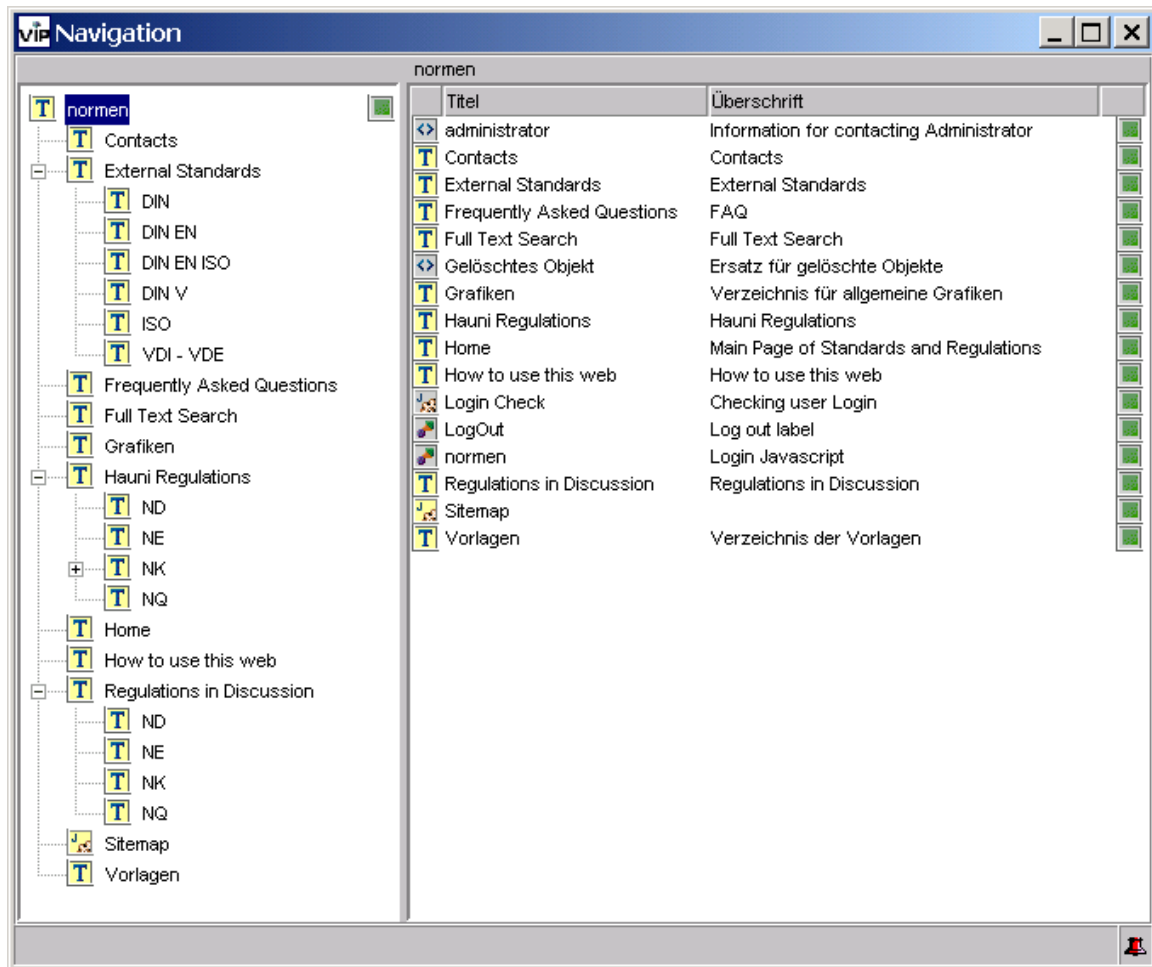 vip Navigation
normen
normen
Contacts
External Standards
DIN
DIN EN
DIN EN ISO
DIN V
ISO
VDI - VDE
Frequently Asked Questions
Full Text Search
Grafiken
Hauni Regulations
ND
NE
NK
NQ
Home
How to use this web
Regulations in Discussion
ND
NE
NK
NQ
Sitemap
Vorlagen
Titel Überschrift
administrator Information for contacting Administrator
Contacts Contacts
External Standards External Standards
Frequently Asked Questions FAQ
Full Text Search Full Text Search
Gelöschtes Objekt Ersatz für gelöschte Objekte
Grafiken Verzeichnis für allgemeine Grafiken
Hauni Regulations Hauni Regulations
Home Main Page of Standards and Regulations
How to use this web How to use this web
Login Check Checking user Login
LogOut Log out label
normen Login Javascript
Regulations in Discussion Regulations in Discussion
Sitemap
Vorlagen Verzeichnis der Vorlagen